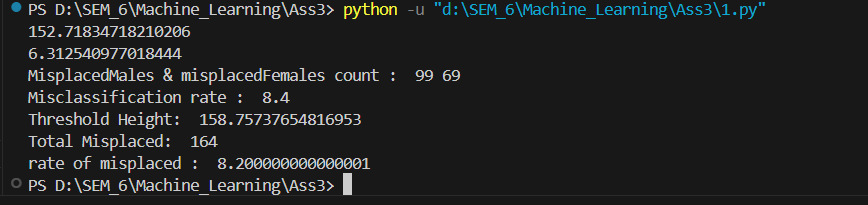 PS D:\SEM_6\Machine_Learning\Ass3> python -u "d:\SEM_6\Machine_Learning\Ass3\1.py"
152.71834718210206
6.312540977018444
MisplacedMales & misplacedFemales count :  99 69
Misclassification rate :  8.4
Threshold Height:  158.75737654816953
Total Misplaced:  164
rate of misplaced :  8.200000000000001
PS D:\SEM_6\Machine_Learning\Ass3>